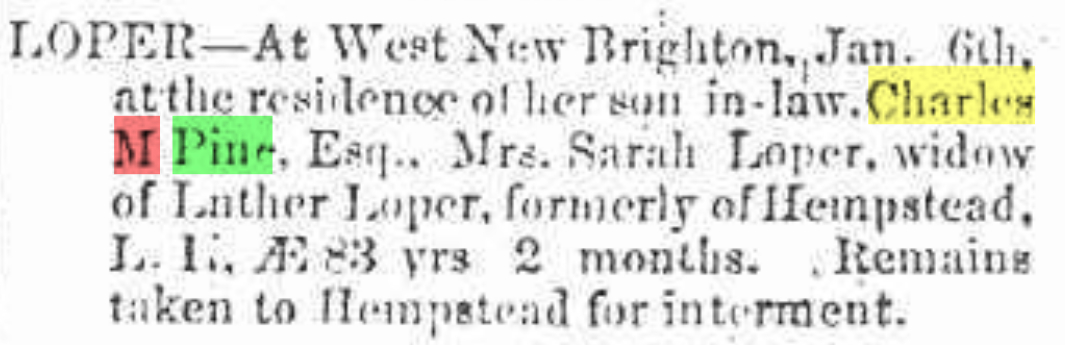 LOPER—At West New Brighton, Jan. 6th,
at the residence of her son in-law, Charles
M Pine, Esq., Mrs. Sarah Loper, widow
of Luther Loper, formerly of Hempstead,
L. I., Æ 83 yrs 2 months. Remains
taken to Hempstead for interment.